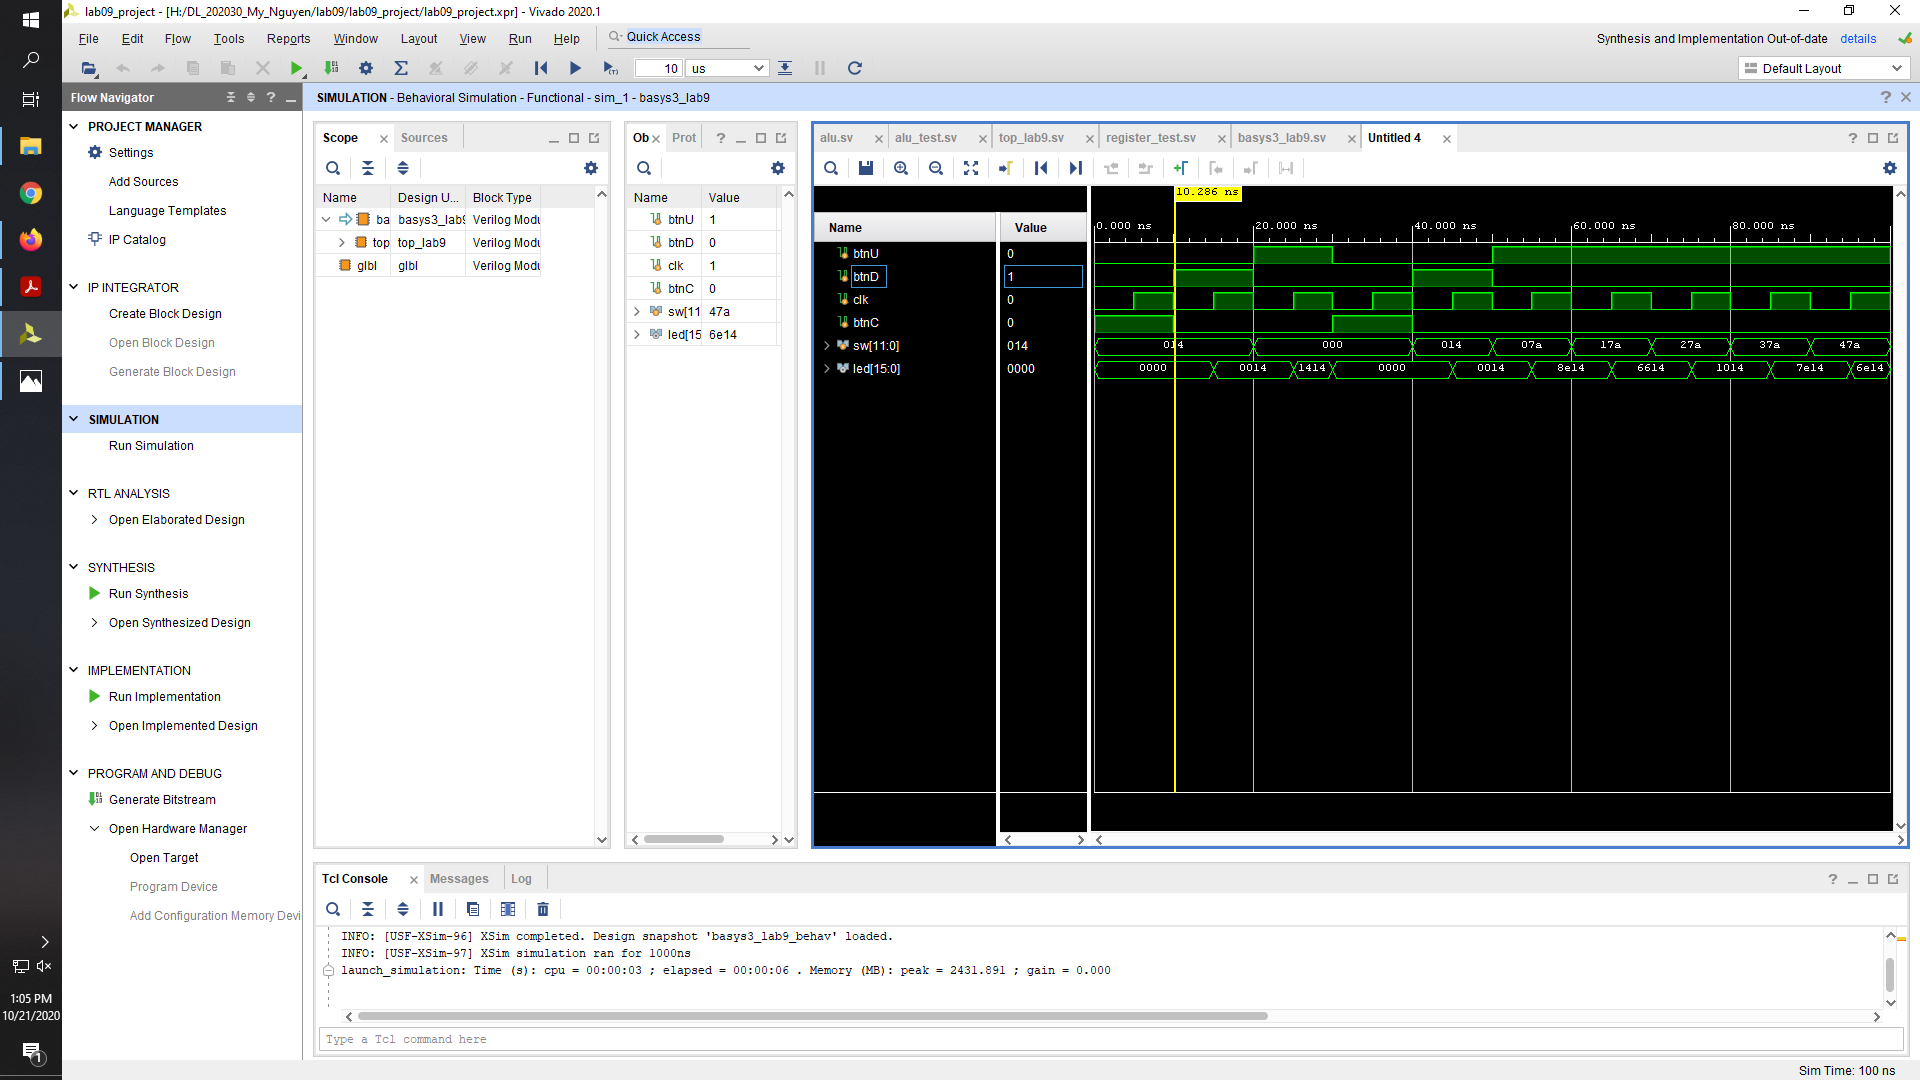 lab09_project - [H:/DL_202030_My_Nguyen/lab09/lab09_project/lab09_project.xpr] - Vivado 2020.1
File Edit Flow Tools Reports Window Layout View Run Help Quick Access
Synthesis and Implementation Out-of-date details
10 us
Default Layout
Flow Navigator
SIMULATION - Behavioral Simulation - Functional - sim_1 - basys3_lab9
PROJECT MANAGER
Settings
Add Sources
Language Templates
IP Catalog
IP INTEGRATOR
Create Block Design
Open Block Design
Generate Block Design
SIMULATION
Run Simulation
RTL ANALYSIS
Open Elaborated Design
SYNTHESIS
Run Synthesis
Open Synthesized Design
IMPLEMENTATION
Run Implementation
Open Implemented Design
PROGRAM AND DEBUG
Generate Bitstream
Open Hardware Manager
Open Target
Program Device
Add Configuration Memory Devi
Scope Sources
Name Design U... Block Type
ba basys3_lab9 Verilog Modu
top top_lab9 Verilog Modu
glbl glbl Verilog Modu
Ob Prot
Name Value
btnU 1
btnD 0
clk 1
btnC 0
sw[11 47a
led[15 6e14
alu.sv alu_test.sv top_lab9.sv register_test.sv basys3_lab9.sv Untitled 4
10.286 ns
Name Value
0.000 ns 20.000 ns 40.000 ns 60.000 ns 80.000 ns
btnU 0
btnD 1
clk 0
btnC 0
sw[11:0] 014 014 000 014 07a 17a 27a 37a 47a
led[15:0] 0000 0000 0014 1414 0000 0014 8e14 6614 1014 7e14 6e14
Tcl Console Messages Log
INFO: [USF-XSim-96] XSim completed. Design snapshot 'basys3_lab9_behav' loaded.
INFO: [USF-XSim-97] XSim simulation ran for 1000ns
launch_simulation: Time (s): cpu = 00:00:03 ; elapsed = 00:00:06 . Memory (MB): peak = 2431.891 ; gain = 0.000
Type a Tcl command here
Sim Time: 100 ns
1:05 PM
10/21/2020
1